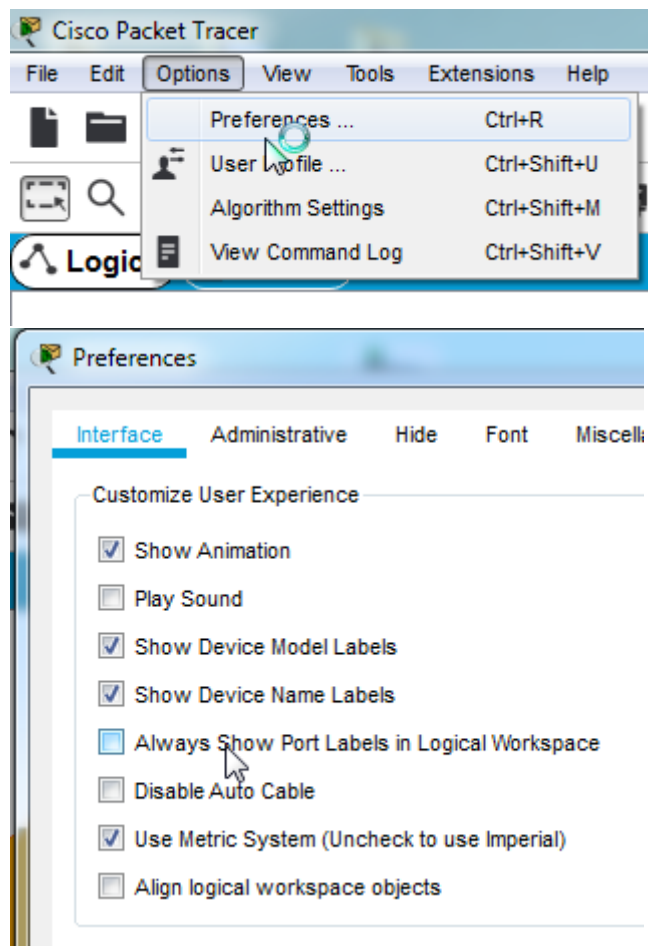 Cisco Packet Tracer
File Edit Options View Tools Extensions Help
Preferences ... Ctrl+R
User Profile ... Ctrl+Shift+U
Algorithm Settings Ctrl+Shift+M
View Command Log Ctrl+Shift+V
Logic
Preferences
Interface Administrative Hide Font Miscella
Customize User Experience
Show Animation
Play Sound
Show Device Model Labels
Show Device Name Labels
Always Show Port Labels in Logical Workspace
Disable Auto Cable
Use Metric System (Uncheck to use Imperial)
Align logical workspace objects